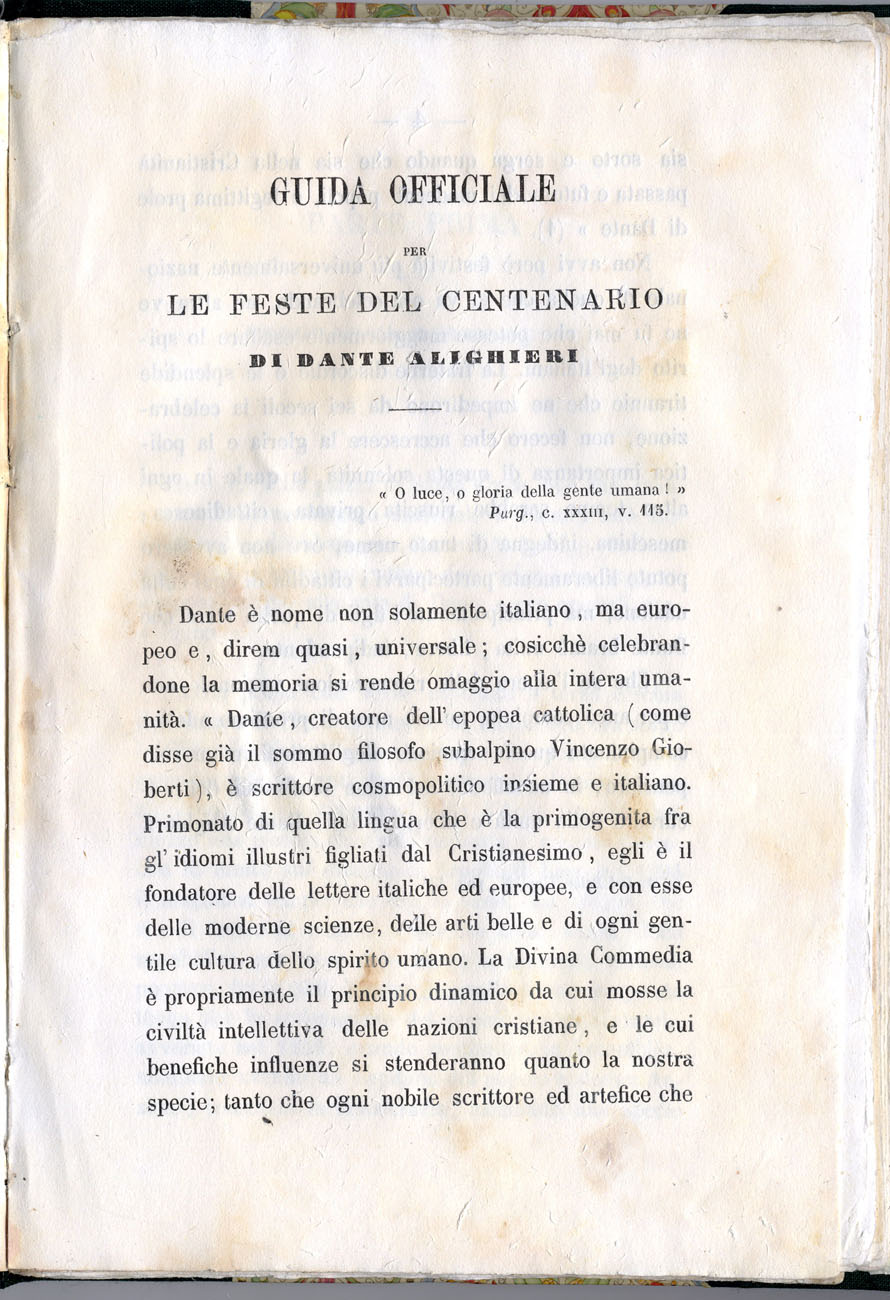 GUIDA OFFICIALE
PER
LE FESTE DEL CENTENARIO
DI DANTE ALIGHIERI
« O luce, o gloria della gente umana! »
Purg., c. XXXIII, v. 115.
Dante è nome non solamente italiano, ma euro-
peo e, direm quasi, universale; cosicchè celebran-
done la memoria si rende omaggio alla intera uma-
nità. « Dante, creatore dell' epopea cattolica (come
disse già il sommo filosofo subalpino Vincenzo Gio-
berti), è scrittore cosmopolitico insieme e italiano.
Primonato di quella lingua che è la primogenita fra
gl' idiomi illustri figliati dal Cristianesimo, egli è il
fondatore delle lettere italiche ed europee, e con esse
delle moderne scienze, delle arti belle e di ogni gen-
tile cultura dello spirito umano. La Divina Commedia
è propriamente il principio dinamico da cui mosse la
civiltà intellettiva delle nazioni cristiane, e le cui
benefiche influenze si stenderanno quanto la nostra
specie; tanto che ogni nobile scrittore ed artefice che